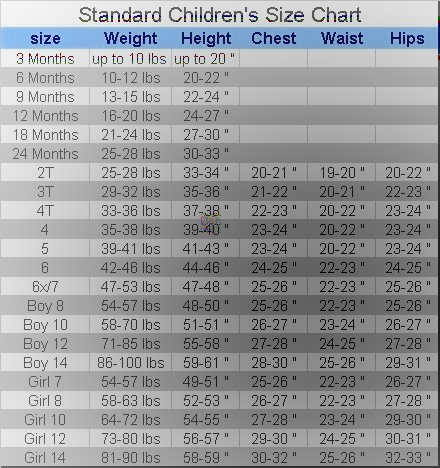 Standard Children's Size Chart
size Weight Height Chest Waist Hips
3 Months up to 10 lbs up to 20 "
6 Months 10-12 lbs 20-22 "
9 Months 13-15 lbs 22-24 "
12 Months 16-20 lbs 24-27 "
18 Months 21-24 lbs 27-30 "
24 Months 25-28 lbs 30-33 "
2T 25-28 lbs 33-34 " 20-21 " 19-20 " 20-22 "
3T 29-32 lbs 35-36 " 21-22 " 20-21 " 22-23 "
4T 33-36 lbs 37-39 " 22-23 " 20-22 " 23-24 "
4 35-38 lbs 39-40 " 23-24 " 20-22 " 23-24 "
5 39-41 lbs 41-43 " 23-24 " 20-22 " 23-24 "
6 42-46 lbs 44-46 " 24-25 " 22-23 " 24-25 "
6x/7 47-53 lbs 47-48 " 25-26 " 22-23 " 25-26 "
Boy 8 54-57 lbs 48-50 " 25-26 " 22-23 " 25-26 "
Boy 10 58-70 lbs 51-51 " 26-27 " 23-24 " 26-27 "
Boy 12 71-85 lbs 55-58 " 27-28 " 24-25 " 27-28 "
Boy 14 86-100 lbs 59-61 " 28-30 " 25-26 " 29-31 "
Girl 7 54-57 lbs 49-51 " 25-26 " 22-23 " 26-27 "
Girl 8 58-63 lbs 52-53 " 26-27 " 22-23 " 27-28 "
Girl 10 64-72 lbs 54-55 " 27-28 " 23-24 " 29-30 "
Girl 12 73-80 lbs 56-57 " 29-30 " 24-25 " 30-31 "
Girl 14 81-90 lbs 58-59 " 30-32 " 25-26 " 32-33 "